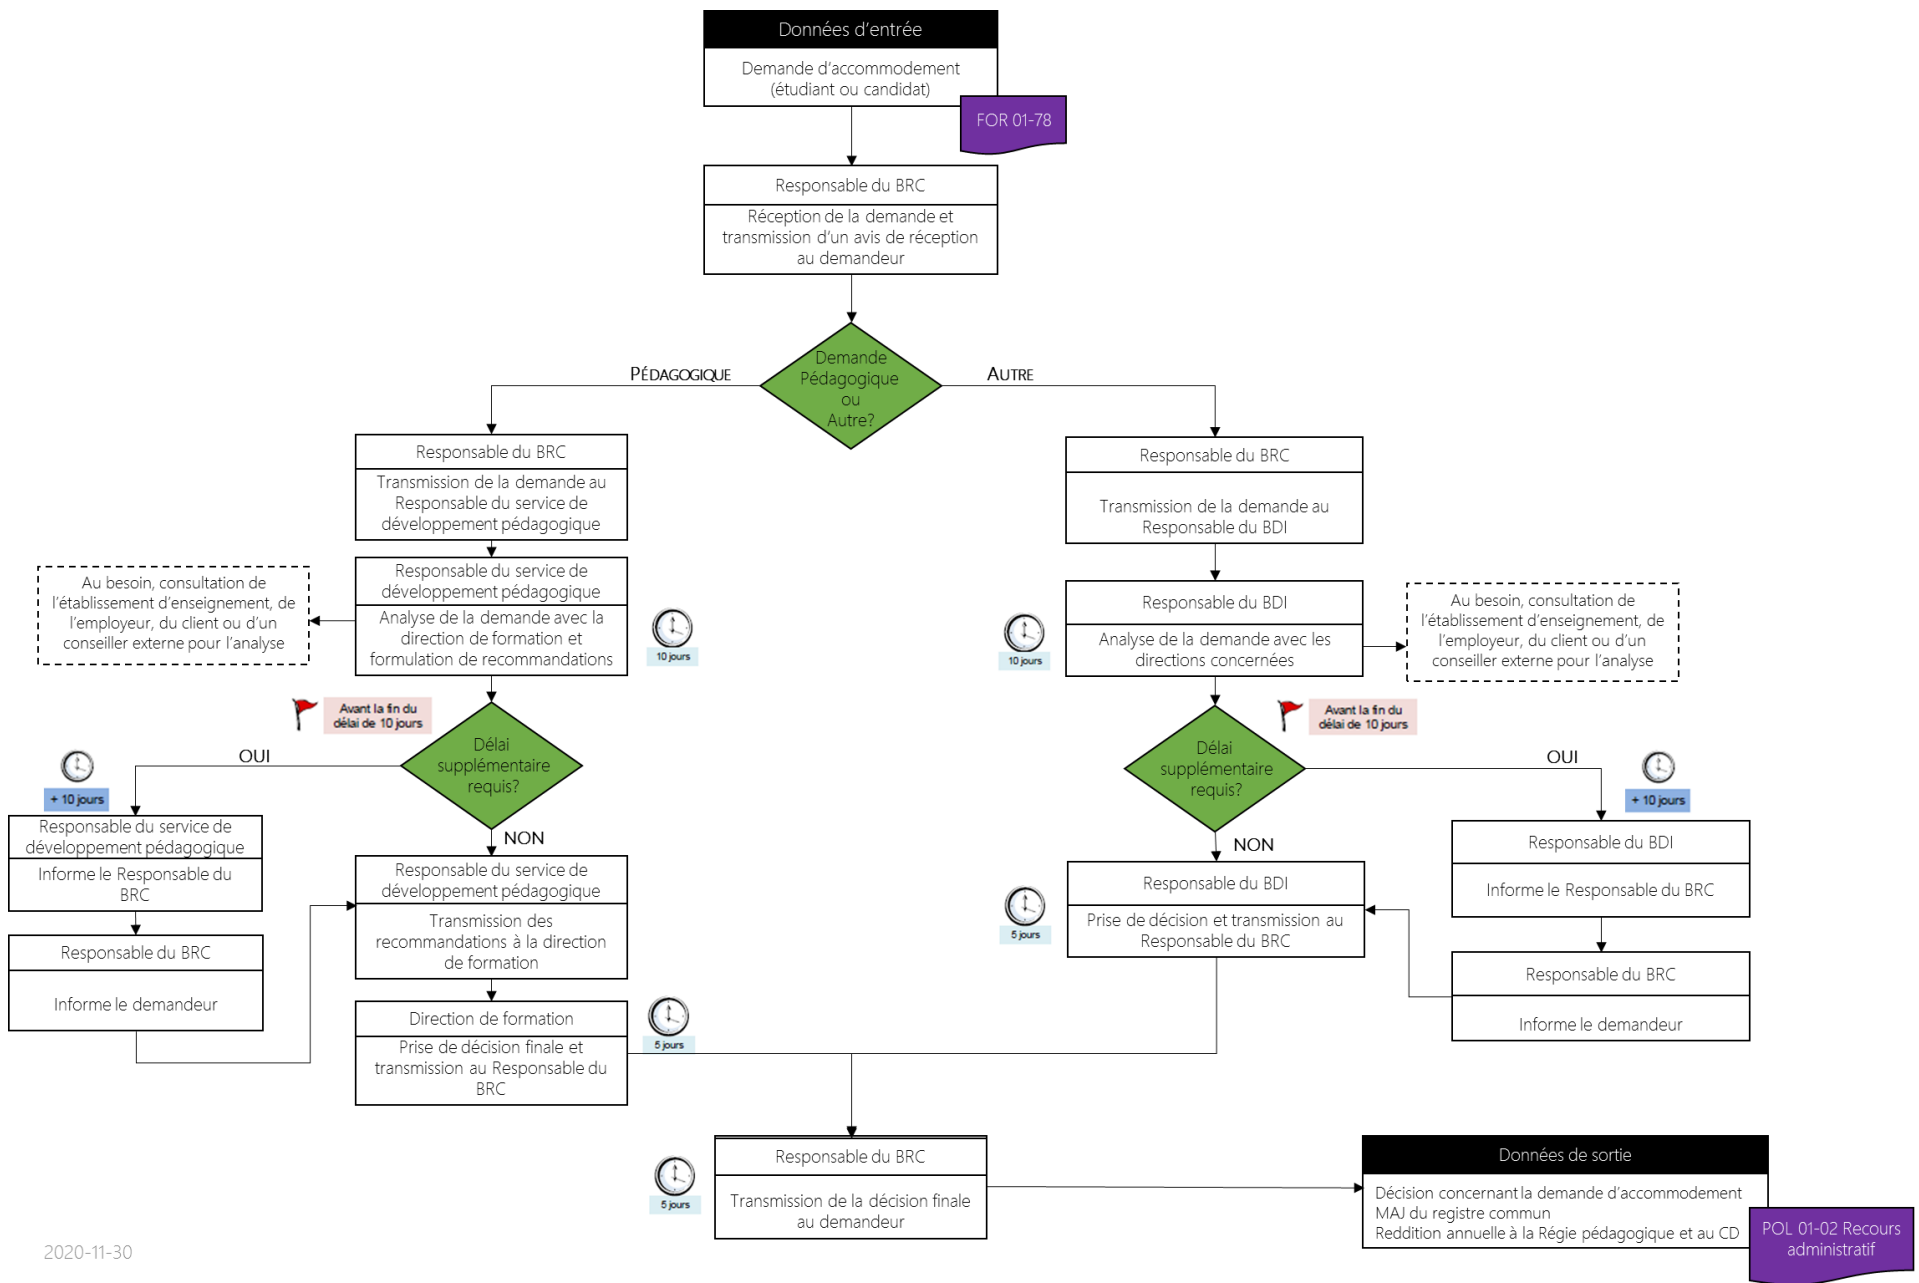 Données d'entrée
Demande d'accommodement
(étudiant ou candidat)
FOR 01-78
Responsable du BRC
Réception de la demande et
transmission d'un avis de réception
au demandeur
Demande
Pédagogique
ou
Autre?
PÉDAGOGIQUE
AUTRE
Responsable du BRC
Transmission de la demande au
Responsable du service de
développement pédagogique
Responsable du BRC
Transmission de la demande au
Responsable du BDI
Au besoin, consultation de
l'établissement d'enseignement, de
l'employeur, du client ou d'un
conseiller externe pour l'analyse
Responsable du service de
développement pédagogique
Analyse de la demande avec la
direction de formation et
formulation de recommandations
10 jours
10 jours
Responsable du BDI
Analyse de la demande avec les
directions concernées
Au besoin, consultation de
l'établissement d'enseignement, de
l'employeur, du client ou d'un
conseiller externe pour l'analyse
Avant la fin du
délai de 10 jours
Délai
supplémentaire
requis?
OUI
NON
+ 10 jours
Avant la fin du
délai de 10 jours
Délai
supplémentaire
requis?
OUI
NON
+ 10 jours
Responsable du service de
développement pédagogique
Informe le Responsable du
BRC
Responsable du BRC
Informe le demandeur
Responsable du service de
développement pédagogique
Transmission des
recommandations à la direction
de formation
Direction de formation
Prise de décision finale et
transmission au Responsable du
BRC
5 jours
5 jours
Responsable du BDI
Prise de décision et transmission au
Responsable du BRC
Responsable du BDI
Informe le Responsable du BRC
Responsable du BRC
Informe le demandeur
5 jours
Responsable du BRC
Transmission de la décision finale
au demandeur
Données de sortie
Décision concernant la demande d'accommodement
MAJ du registre commun
Reddition annuelle à la Régie pédagogique et au CD
POL 01-02 Recours
administratif
2020-11-30